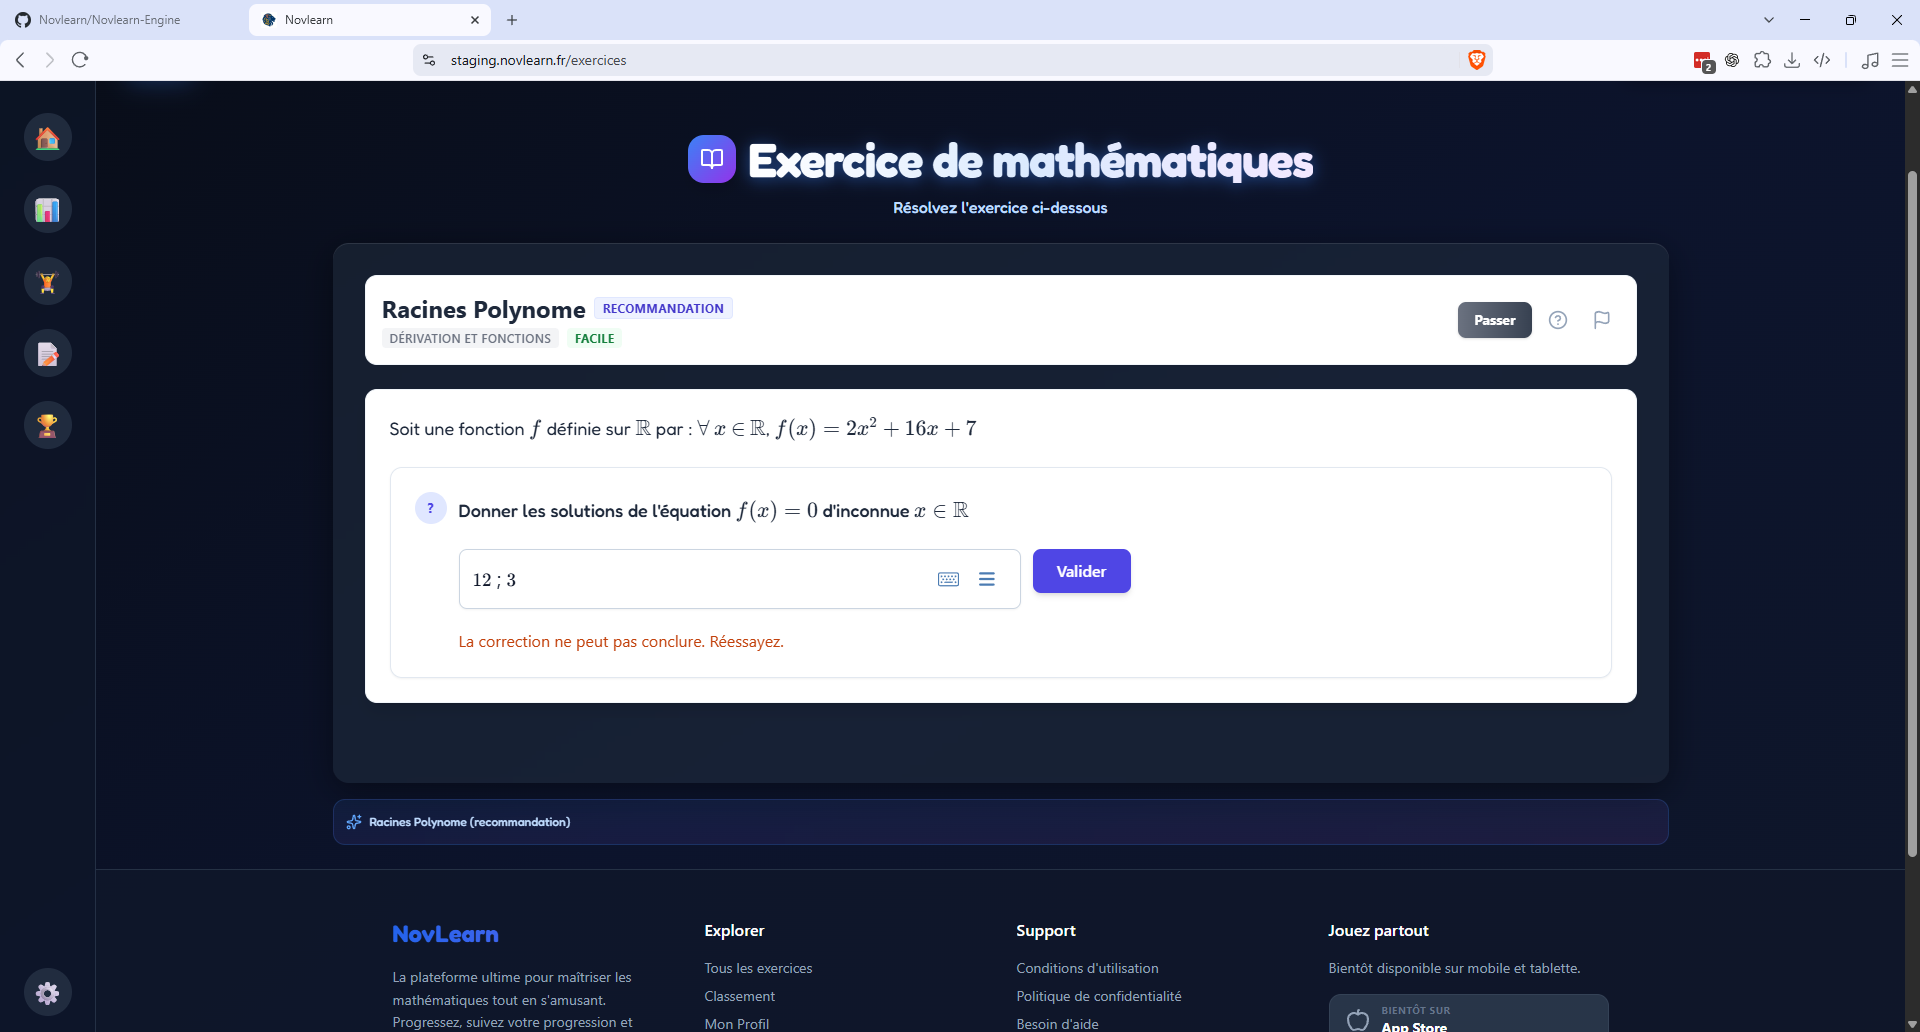 Novlearn/Novlearn-Engine
Novlearn
staging.novlearn.fr/exercices
2
Exercice de mathématiques
Résolvez l'exercice ci-dessous
Racines Polynome RECOMMANDATION
DÉRIVATION ET FONCTIONS FACILE
Passer
Soit une fonction f définie sur ℝ par : ∀ x ∈ ℝ, f(x) = 2x² + 16x + 7
? Donner les solutions de l'équation f(x) = 0 d'inconnue x ∈ ℝ
12 ; 3
Valider
La correction ne peut pas conclure. Réessayez.
Racines Polynome (recommandation)
NovLearn
La plateforme ultime pour maîtriser les
mathématiques tout en s'amusant.
Progressez, suivez votre progression et
Explorer
Tous les exercices
Classement
Mon Profil
Support
Conditions d'utilisation
Politique de confidentialité
Besoin d'aide
Jouez partout
Bientôt disponible sur mobile et tablette.
BIENTÔT SUR
App Store